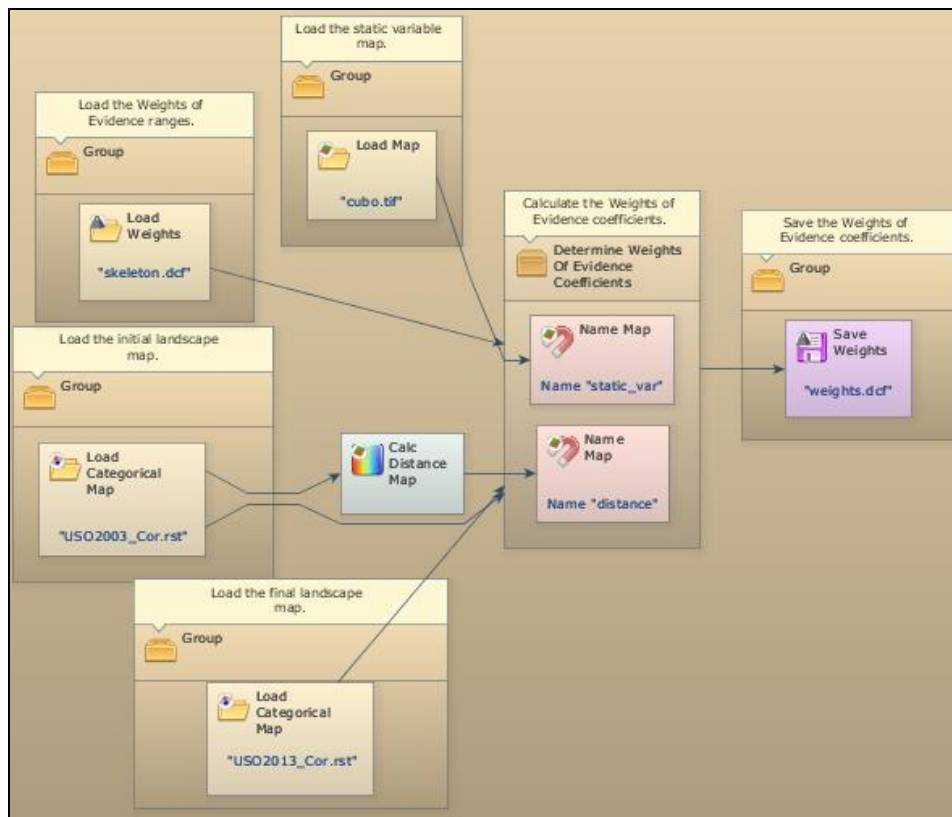 Load the static variable
map.
Group
Load Map
"cubo.tif"
Load the Weights of
Evidence ranges.
Group
Load
Weights
"skeleton.dcf"
Calculate the Weights of
Evidence coefficients.
Determine Weights
Of Evidence
Coefficients
Name Map
Name "static_var"
Name
Map
Name "distance"
Save the Weights of
Evidence coefficients.
Group
Save
Weights
"weights.dcf"
Load the initial landscape
map.
Group
Load
Categorical
Map
"USO2003_Cor.rst"
Calc
Distance
Map
Load the final landscape
map.
Group
Load
Categorical
Map
"USO2013_Cor.rst"